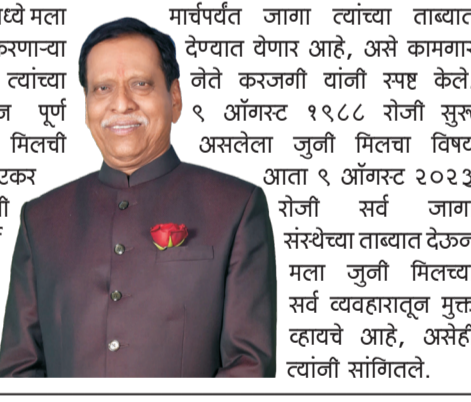 ध्ये मला
करणाऱ्या
त्यांच्या
न पूर्ण
मिलची
टकर
मार्चपर्यंत जागा त्यांच्या ताब्यात
देण्यात येणार आहे, असे कामगार
नेते करजगी यांनी स्पष्ट केले.
९ ऑगस्ट १९८८ रोजी सुरू
असलेला जुनी मिलचा विषय
आता ९ ऑगस्ट २०२३
रोजी सर्व जागा
संस्थेच्या ताब्यात देऊन
मला जुनी मिलच्या
सर्व व्यवहारातून मुक्त
व्हायचे आहे, असेही
त्यांनी सांगितले.